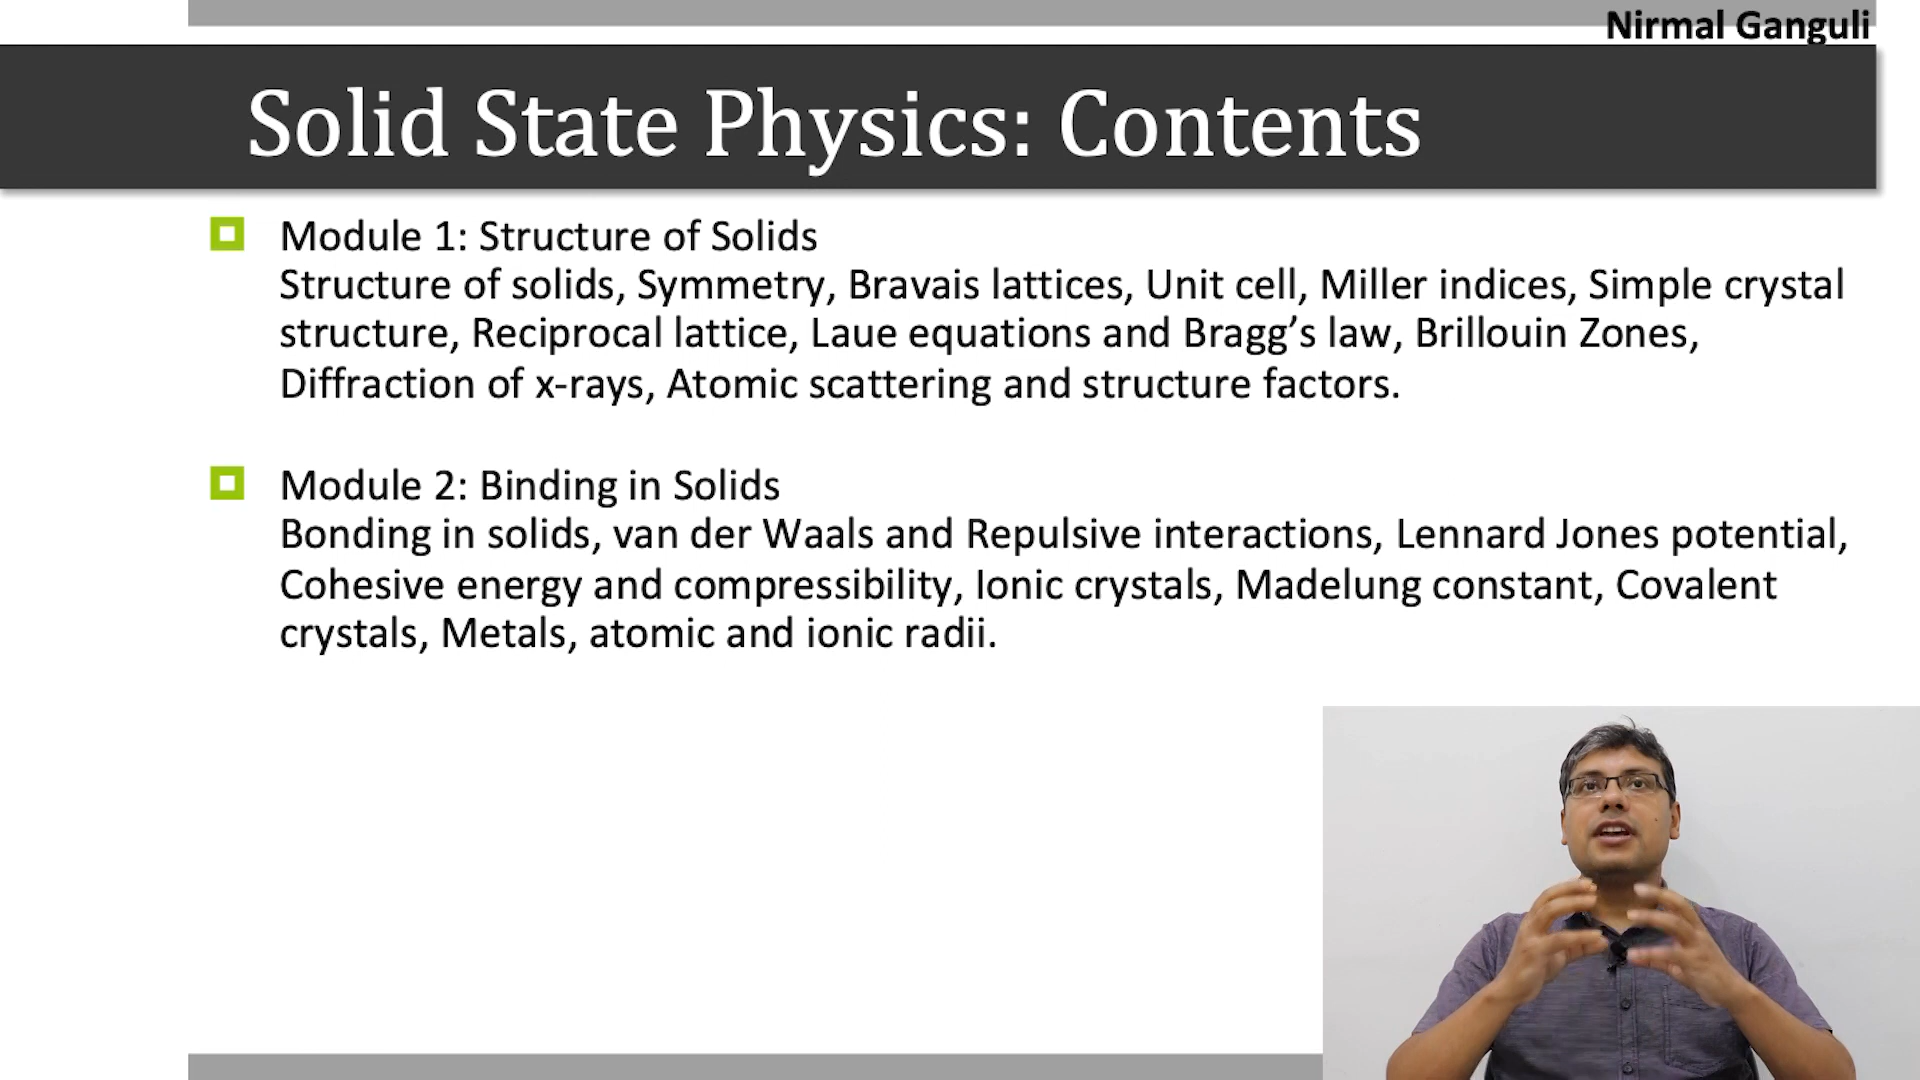 Nirmal Ganguli
Solid State Physics: Contents
Module 1: Structure of Solids
Structure of solids, Symmetry, Bravais lattices, Unit cell, Miller indices, Simple crystal
structure, Reciprocal lattice, Laue equations and Bragg’s law, Brillouin Zones,
Diffraction of x-rays, Atomic scattering and structure factors.
Module 2: Binding in Solids
Bonding in solids, van der Waals and Repulsive interactions, Lennard Jones potential,
Cohesive energy and compressibility, Ionic crystals, Madelung constant, Covalent
crystals, Metals, atomic and ionic radii.